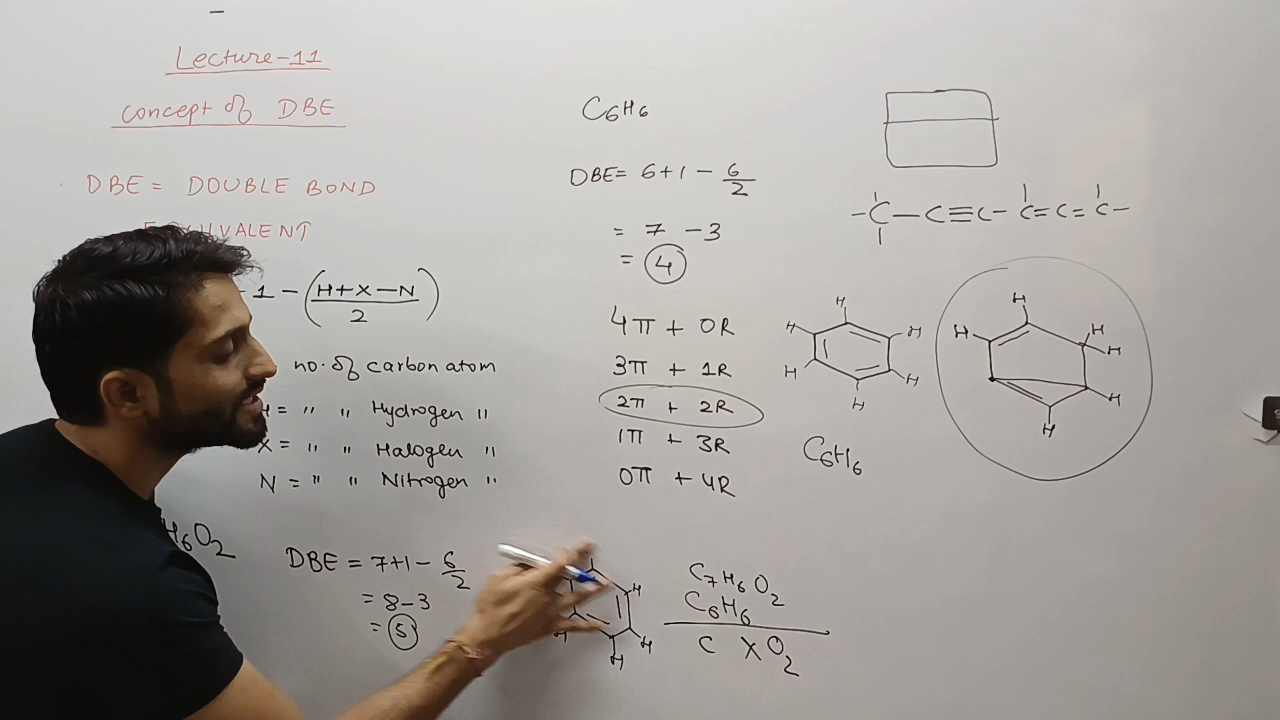 Lecture-11
concept of DBE
DBE = DOUBLE BOND
1 - (H+X-N / 2)
no. of carbon atom
= " " Hydrogen "
X = " " Halogen "
N = " " Nitrogen "
H6O2
DBE = 7+1 - 6/2
= 8-3
= 5
C6H6
DBE = 6+1 - 6/2
= 7 - 3
= 4
4π + 0R
3π + 1R
2π + 2R
1π + 3R
0π + 4R
-C-C≡C-C=C=C-
H
H H
H H
H
C6H6
H
H H
H
H
H
H
H
H
H
C7H6O2
C6H6
C X O2